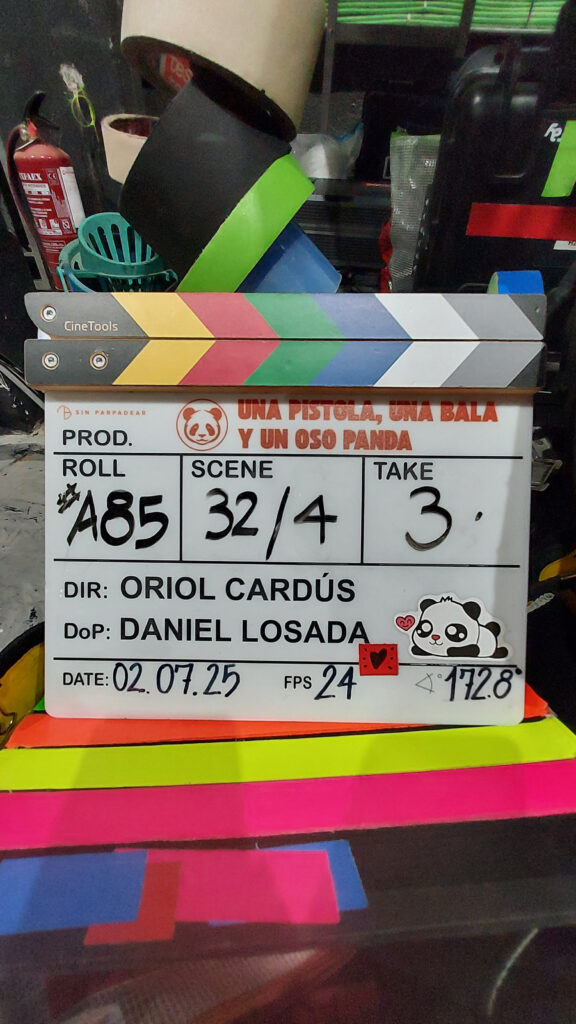 CineTools
SIN PARPADEAR
UNA PISTOLA, UNA BALA
Y UN OSO PANDA
PROD.
ROLL SCENE TAKE
A85 32/4 3.
DIR: ORIOL CARDÚS
DoP: DANIEL LOSADA
DATE: 02.07.25 FPS 24 ∢° 172.8°